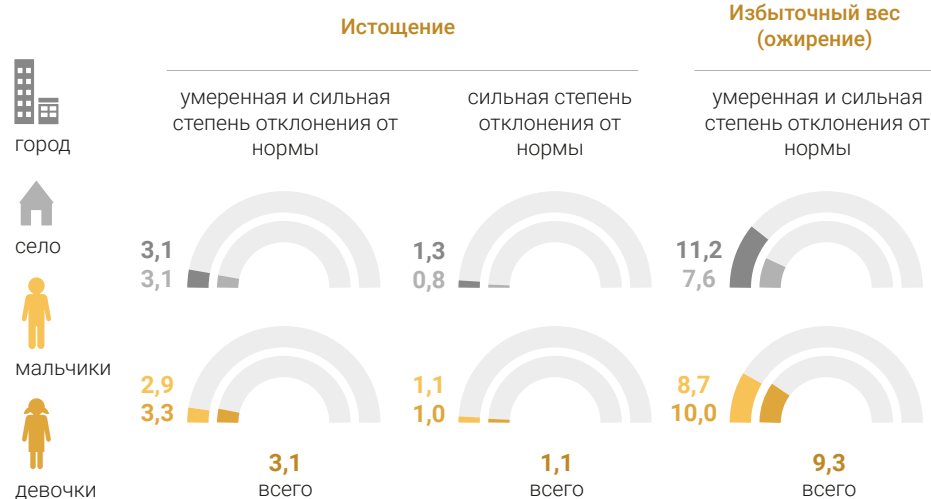 Истощение
Избыточный вес
(ожирение)
умеренная и сильная
степень отклонения от
нормы
сильная степень
отклонения от
нормы
умеренная и сильная
степень отклонения от
нормы
город
село
3,1
3,1
1,3
0,8
11,2
7,6
мальчики
2,9
3,3
1,1
1,0
8,7
10,0
девочки
3,1
всего
1,1
всего
9,3
всего